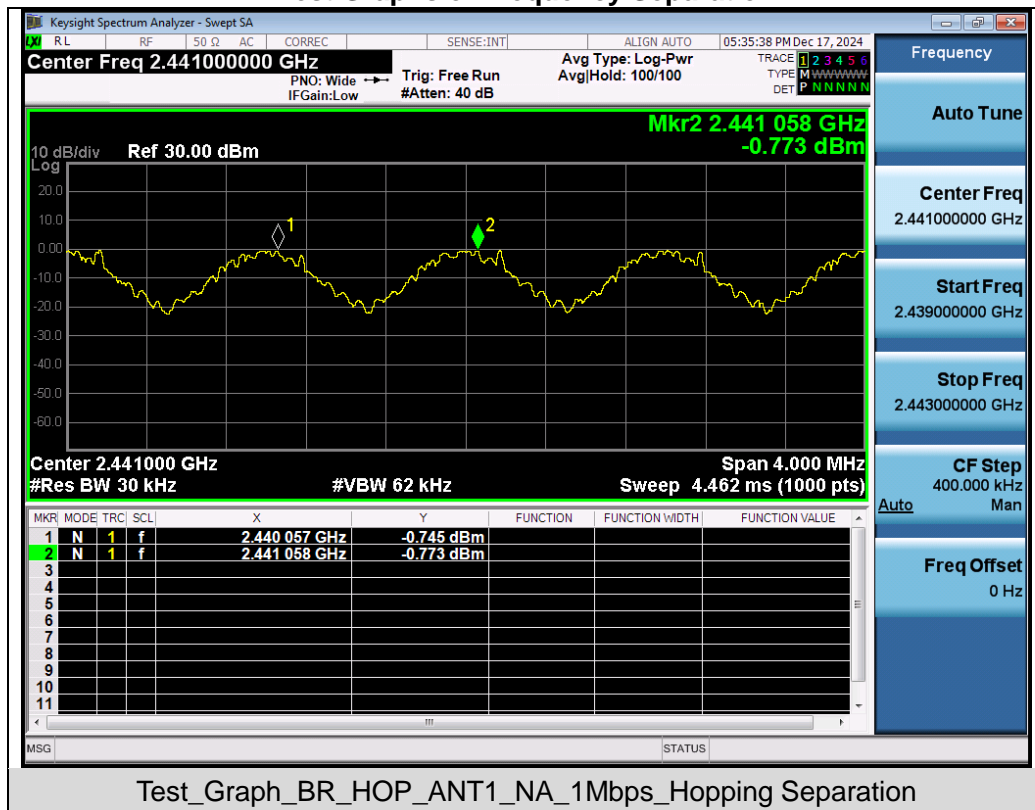 Keysight Spectrum Analyzer - Swept SA
LXI RL RF 50 Ω AC CORREC SENSE:INT ALIGN AUTO 05:35:38 PM Dec 17, 2024
Center Freq 2.441000000 GHz
PNO: Wide
IFGain:Low
Trig: Free Run
#Atten: 40 dB
Avg Type: Log-Pwr
Avg|Hold: 100/100
TRACE 1 2 3 4 5 6
TYPE M WWWWW
DET P N N N N N
Mkr2 2.441 058 GHz
-0.773 dBm
10 dB/div Ref 30.00 dBm
Log
20.0
10.0
0.00
-10.0
-20.0
-30.0
-40.0
-50.0
-60.0
1
2
Center 2.441000 GHz Span 4.000 MHz
#Res BW 30 kHz #VBW 62 kHz Sweep 4.462 ms (1000 pts)
MKR MODE TRC SCL X Y FUNCTION FUNCTION WIDTH FUNCTION VALUE
1 N 1 f 2.440 057 GHz -0.745 dBm
2 N 1 f 2.441 058 GHz -0.773 dBm
3
4
5
6
7
8
9
10
11
MSG STATUS
Frequency
Auto Tune
Center Freq
2.441000000 GHz
Start Freq
2.439000000 GHz
Stop Freq
2.443000000 GHz
CF Step
400.000 kHz
Auto Man
Freq Offset
0 Hz
Test_Graph_BR_HOP_ANT1_NA_1Mbps_Hopping Separation